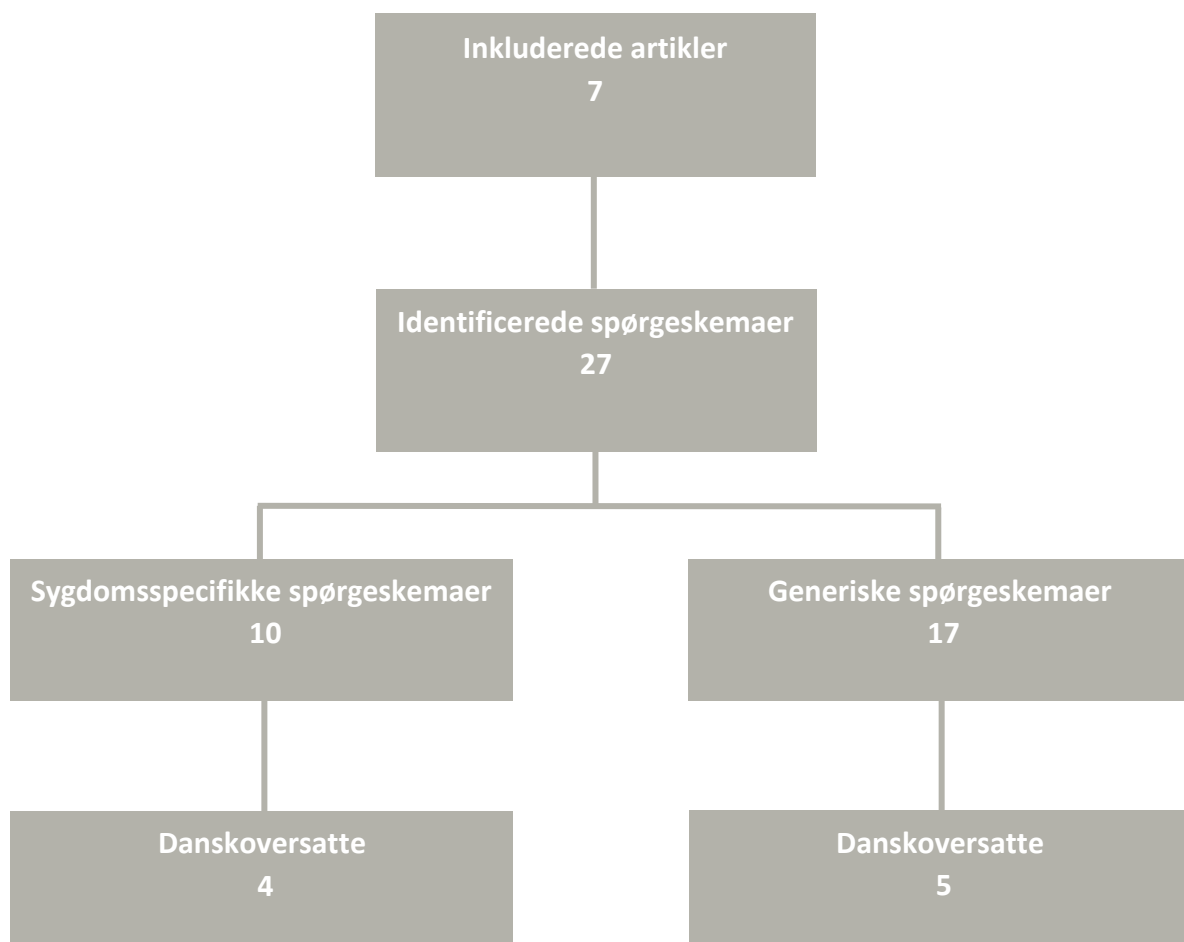 Inkluderede artikler
7
Identificerede spørgeskemaer
27
Sygdomsspecifikke spørgeskemaer
10
Generiske spørgeskemaer
17
Danskoversatte
4
Danskoversatte
5